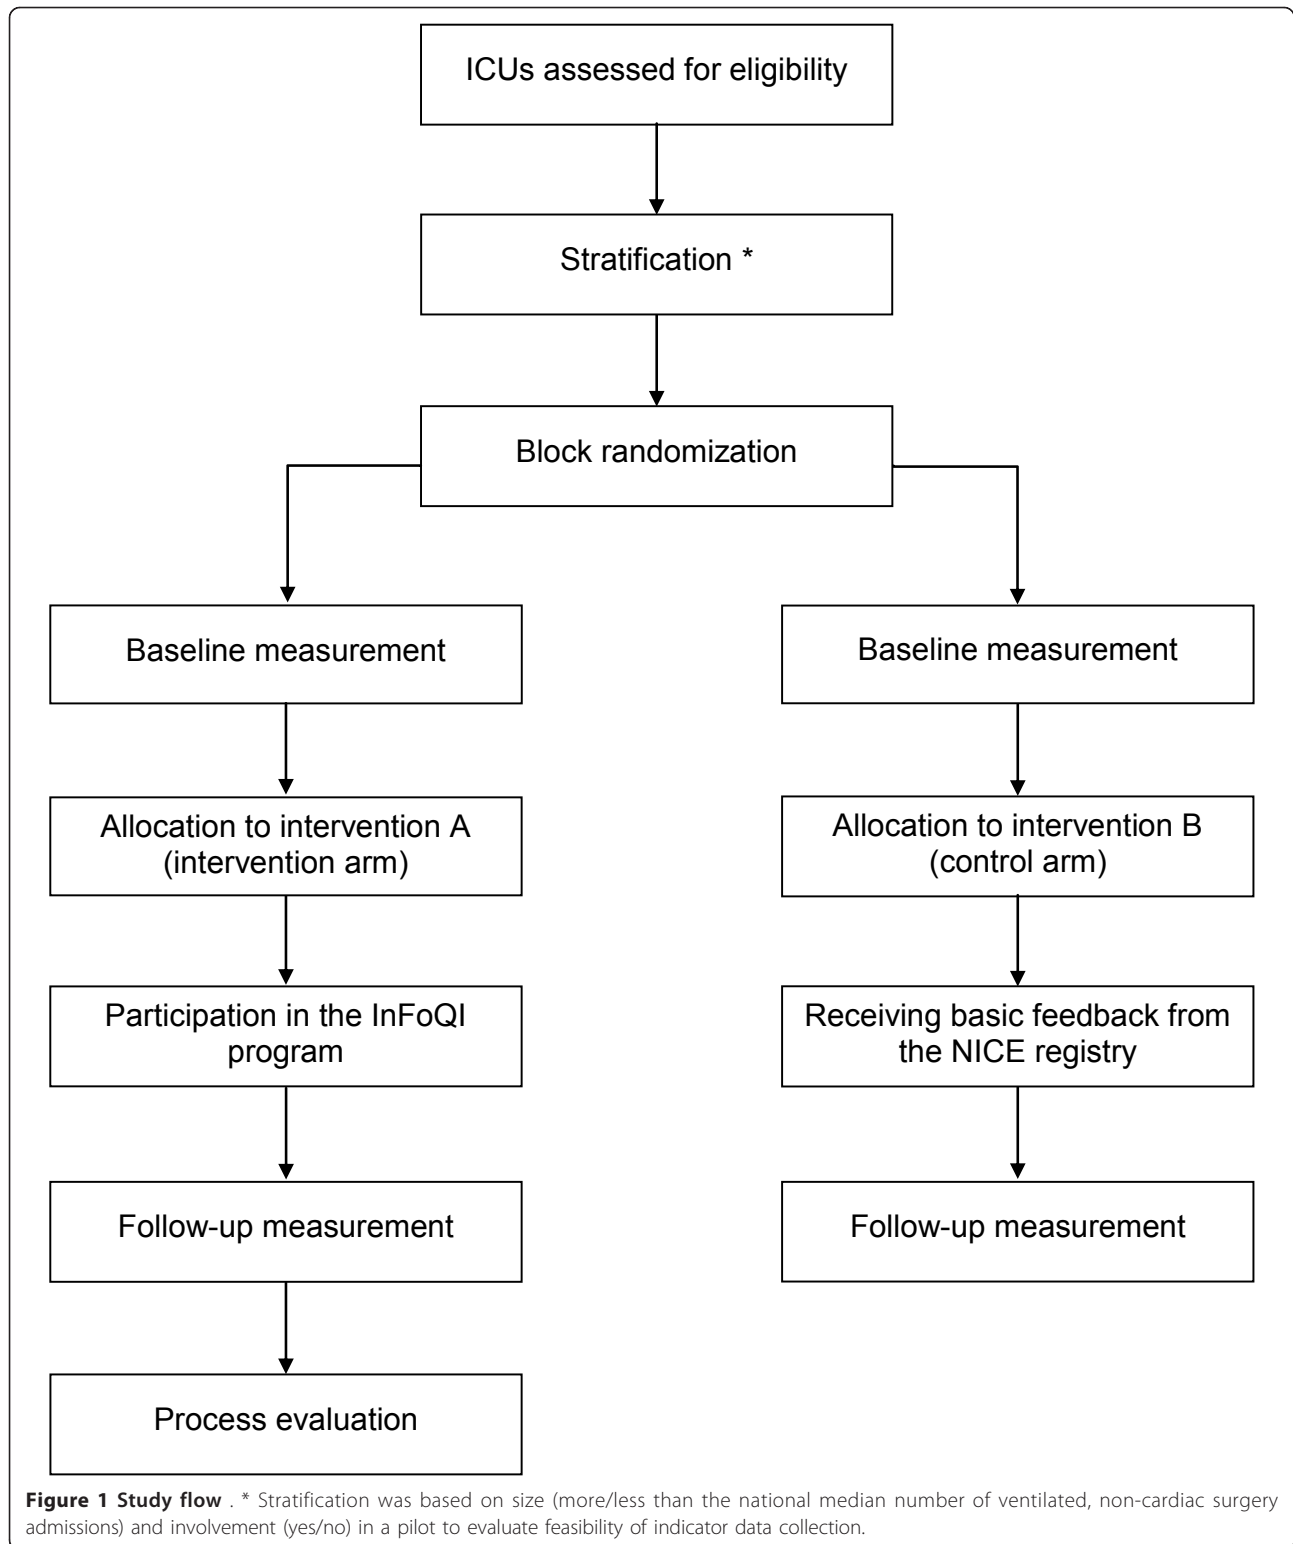 ICUs assessed for eligibility
Stratification *
Block randomization
Baseline measurement
Baseline measurement
Allocation to intervention A
(intervention arm)
Allocation to intervention B
(control arm)
Participation in the InFoQI
program
Receiving basic feedback from
the NICE registry
Follow-up measurement
Follow-up measurement
Process evaluation
Figure 1 Study flow . * Stratification was based on size (more/less than the national median number of ventilated, non-cardiac surgery
admissions) and involvement (yes/no) in a pilot to evaluate feasibility of indicator data collection.